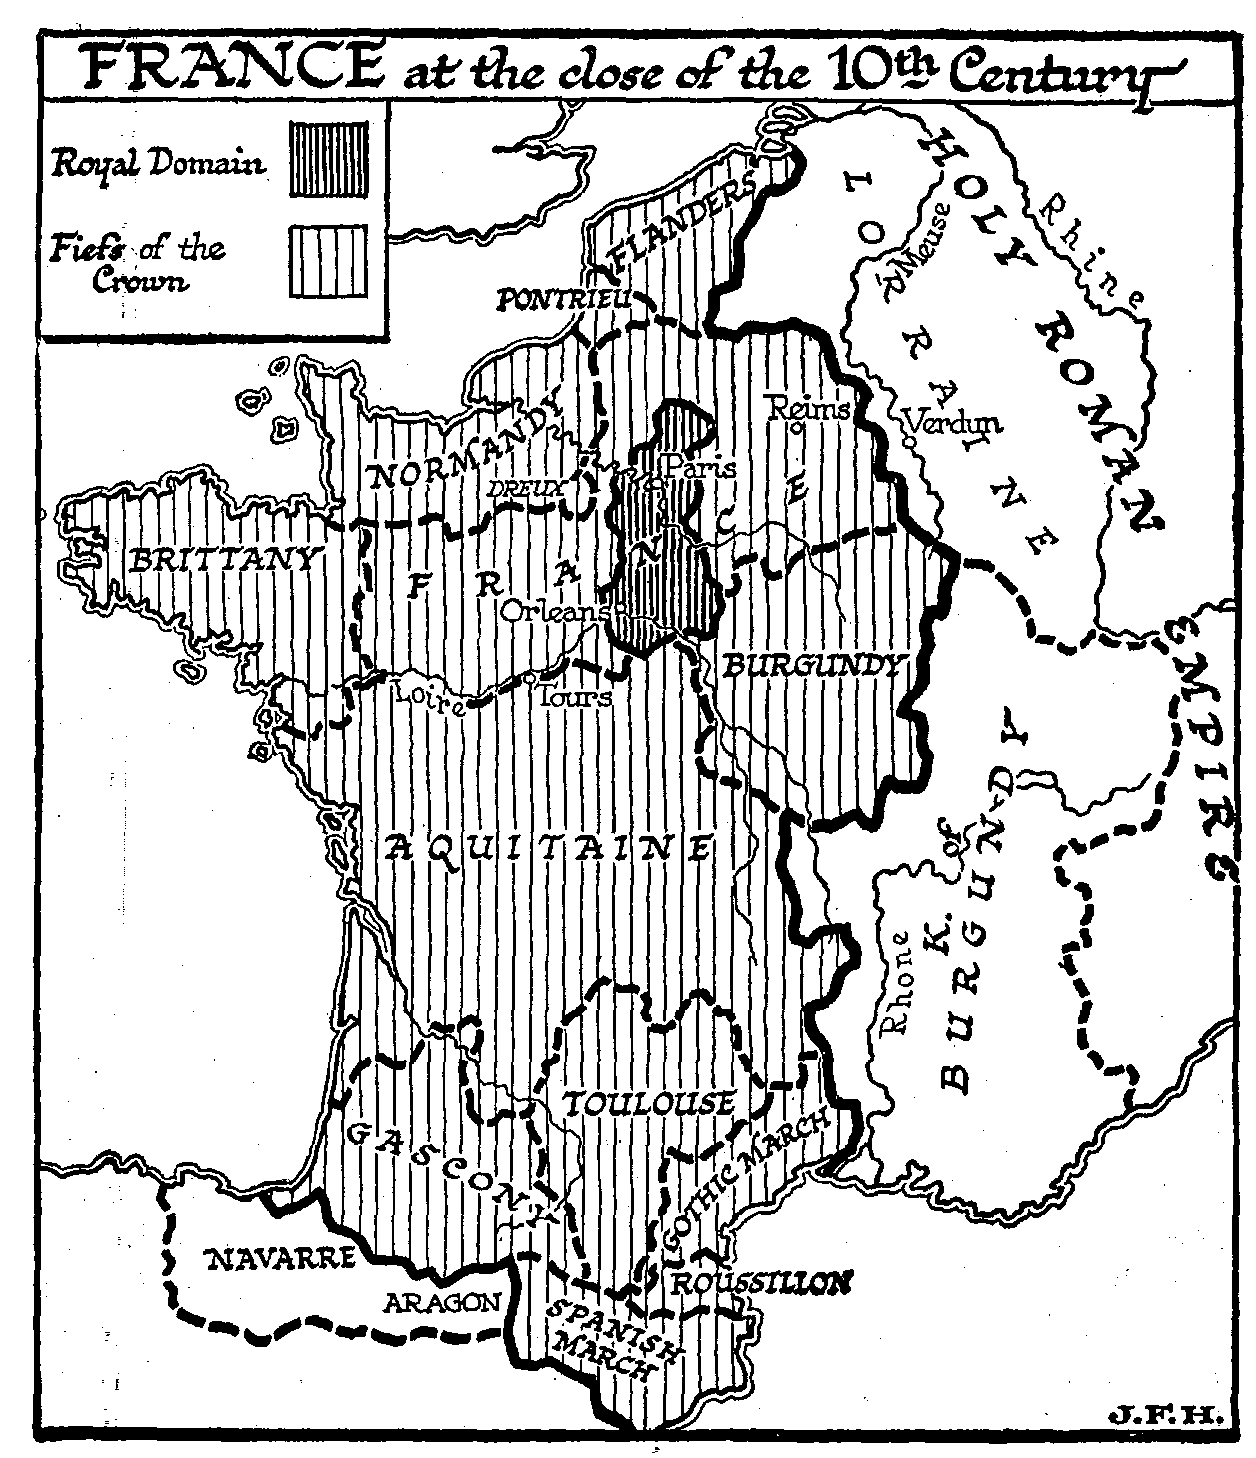 FRANCE at the close of the 10th Century
Royal Domain
Fiefs of the
Crown
FLANDERS
PONTRIEU
LORRAINE
Meuse
HOLY ROMAN EMPIRE
Rhine
Reims
Verdun
NORMANDY
DREUX
Paris
BRITTANY
FRANCE
Orleans
BURGUNDY
Loire
Tours
AQUITAINE
K. of
BURGUNDY
Rhone
TOULOUSE
GASCONY
GOTHIC MARCH
NAVARRE
ARAGON
ROUSSILLON
SPANISH
MARCH
J.F.H.